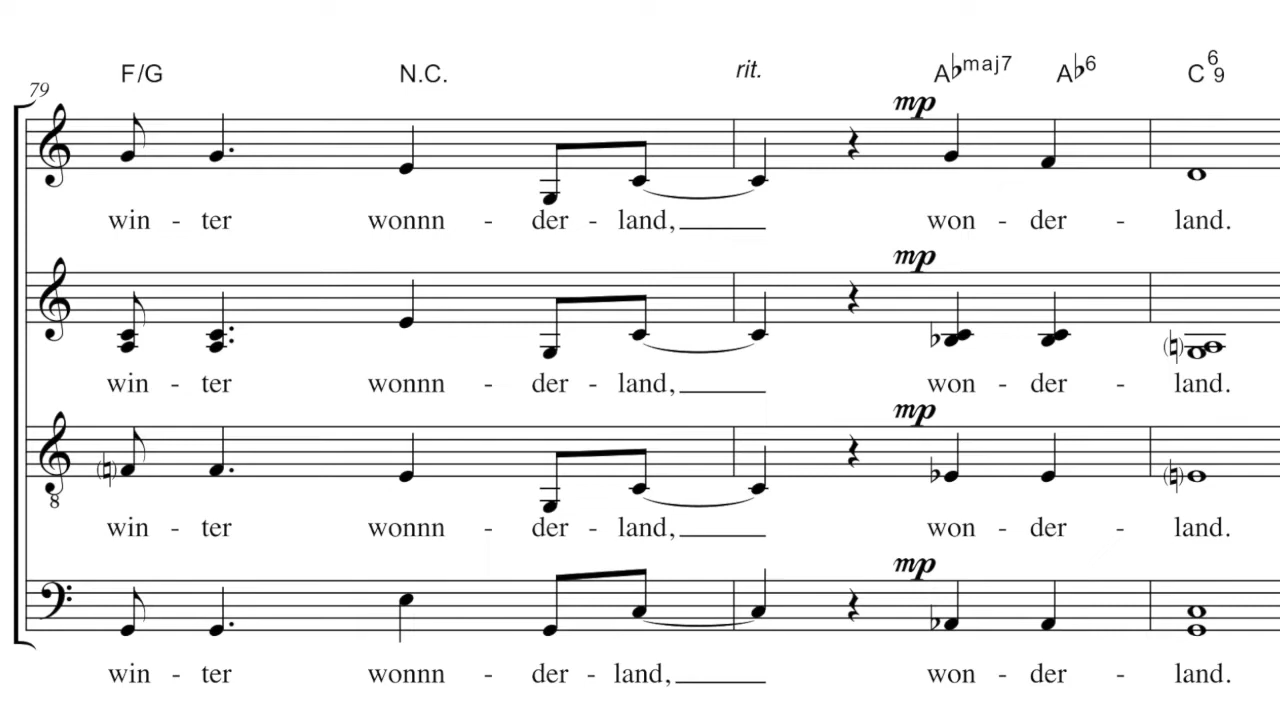 F/G N.C. rit. A♭maj7 A♭6 C6 9
79
mp
win - ter wonnn - der - land, won - der - land.
mp
win - ter wonnn - der - land, won - der - land.
mp
8
win - ter wonnn - der - land, won - der - land.
mp
win - ter wonnn - der - land, won - der - land.